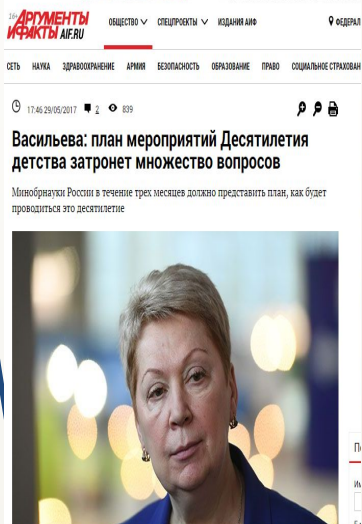 16+ АРГУМЕНТЫ
И ФАКТЫ AIF.RU
ОБЩЕСТВО СПЕЦПРОЕКТЫ ИЗДАНИЯ АИФ ФЕДЕРАЛ
СЕТЬ НАУКА ЗДРАВООХРАНЕНИЕ АРМИЯ БЕЗОПАСНОСТЬ ОБРАЗОВАНИЕ ПРАВО СОЦИАЛЬНОЕ СТРАХОВАН
17:46 29/05/2017 2 839
Васильева: план мероприятий Десятилетия
детства затронет множество вопросов
Минобрнауки России в течение трех месяцев должно представить план, как будет
проводиться это десятилетие